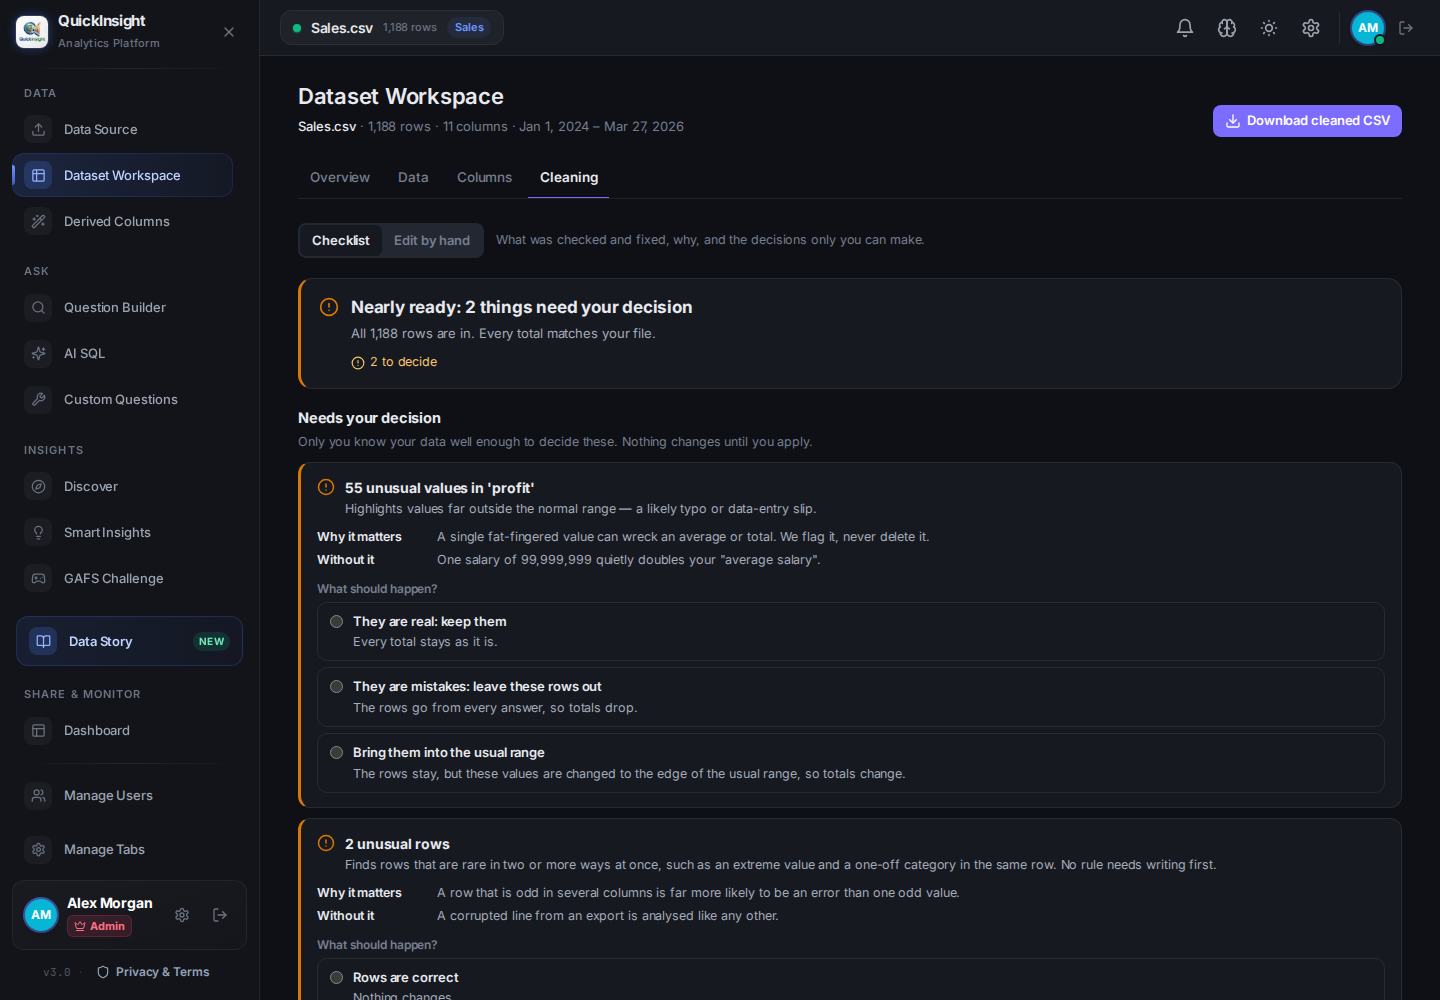 QuickInsight
Analytics Platform
DATA
Data Source
Dataset Workspace
Derived Columns
ASK
Question Builder
AI SQL
Custom Questions
INSIGHTS
Discover
Smart Insights
GAFS Challenge
Data Story NEW
SHARE & MONITOR
Dashboard
Manage Users
Manage Tabs
AM Alex Morgan
Admin
v3.0 · Privacy & Terms
Sales.csv 1,188 rows Sales
AM
Dataset Workspace
Sales.csv · 1,188 rows · 11 columns · Jan 1, 2024 – Mar 27, 2026
Download cleaned CSV
Overview Data Columns Cleaning
Checklist Edit by hand What was checked and fixed, why, and the decisions only you can make.
Nearly ready: 2 things need your decision
All 1,188 rows are in. Every total matches your file.
2 to decide
Needs your decision
Only you know your data well enough to decide these. Nothing changes until you apply.
55 unusual values in 'profit'
Highlights values far outside the normal range — a likely typo or data-entry slip.
Why it matters A single fat-fingered value can wreck an average or total. We flag it, never delete it.
Without it One salary of 99,999,999 quietly doubles your "average salary".
What should happen?
They are real: keep them
Every total stays as it is.
They are mistakes: leave these rows out
The rows go from every answer, so totals drop.
Bring them into the usual range
The rows stay, but these values are changed to the edge of the usual range, so totals change.
2 unusual rows
Finds rows that are rare in two or more ways at once, such as an extreme value and a one-off category in the same row. No rule needs writing first.
Why it matters A row that is odd in several columns is far more likely to be an error than one odd value.
Without it A corrupted line from an export is analysed like any other.
What should happen?
Rows are correct
Nothing changes.